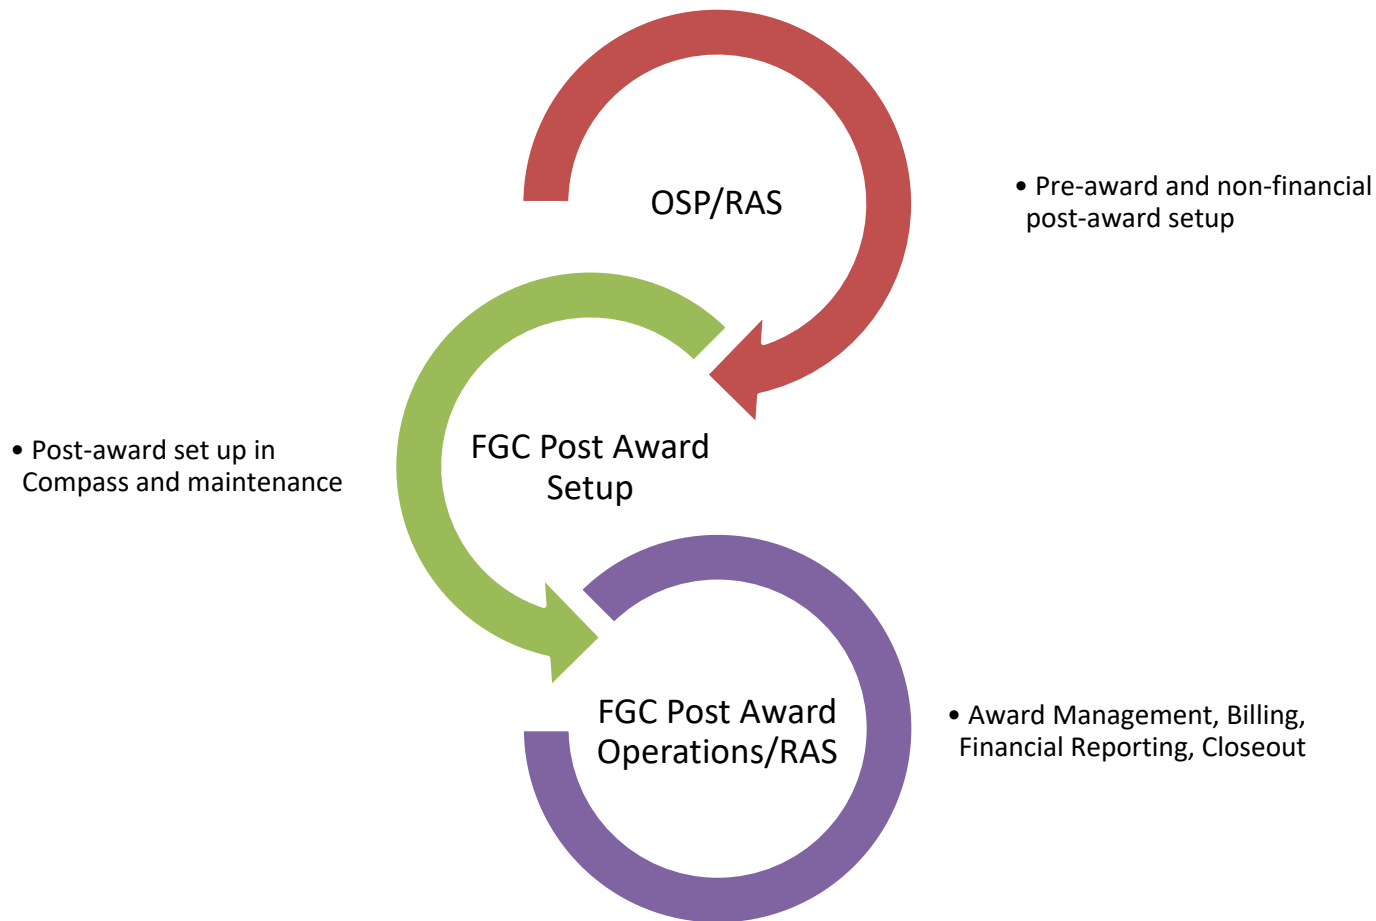 OSP/RAS
• Pre-award and non-financial
post-award setup
FGC Post Award
Setup
• Post-award set up in
Compass and maintenance
FGC Post Award
Operations/RAS
• Award Management, Billing,
Financial Reporting, Closeout